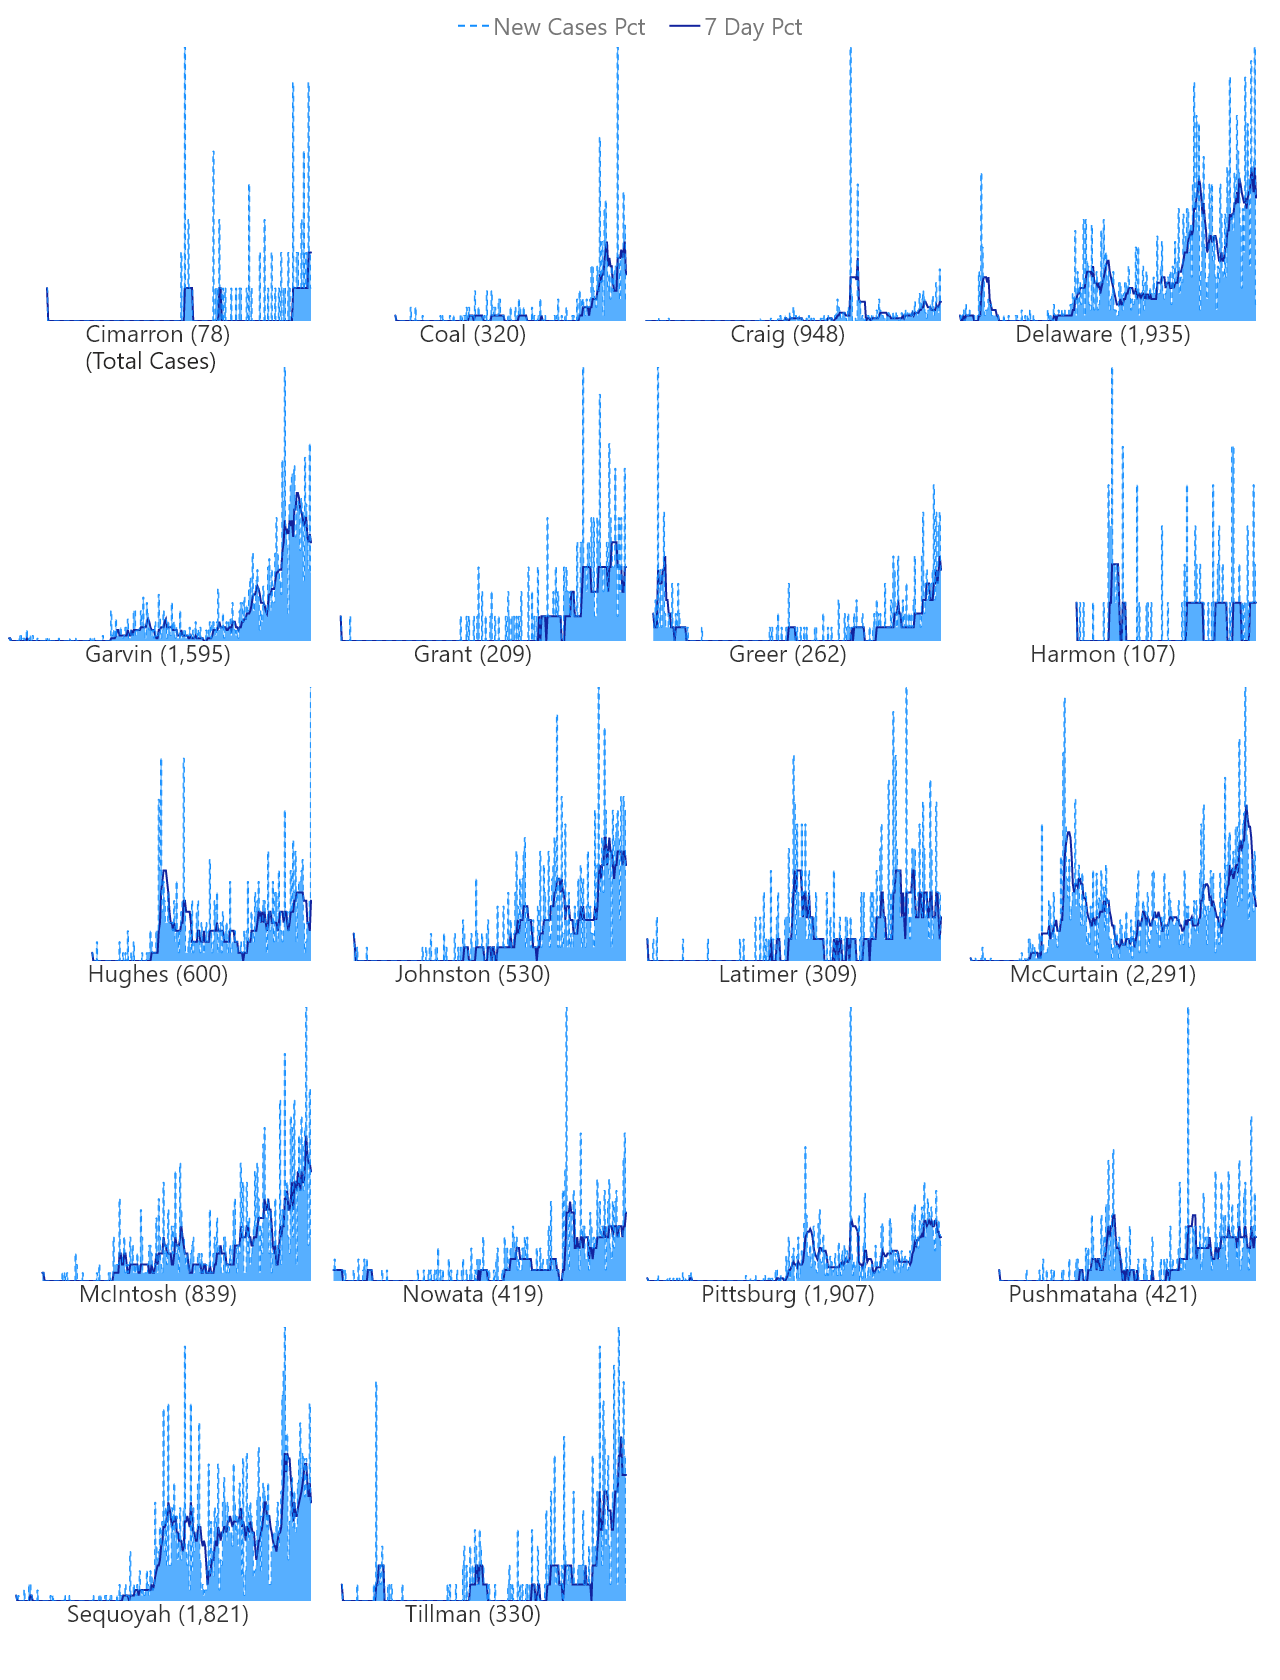 New Cases Pct 7 Day Pct
Cimarron (78)
(Total Cases)
Coal (320)
Craig (948)
Delaware (1,935)
Garvin (1,595)
Grant (209)
Greer (262)
Harmon (107)
Hughes (600)
Johnston (530)
Latimer (309)
McCurtain (2,291)
McIntosh (839)
Nowata (419)
Pittsburg (1,907)
Pushmataha (421)
Sequoyah (1,821)
Tillman (330)